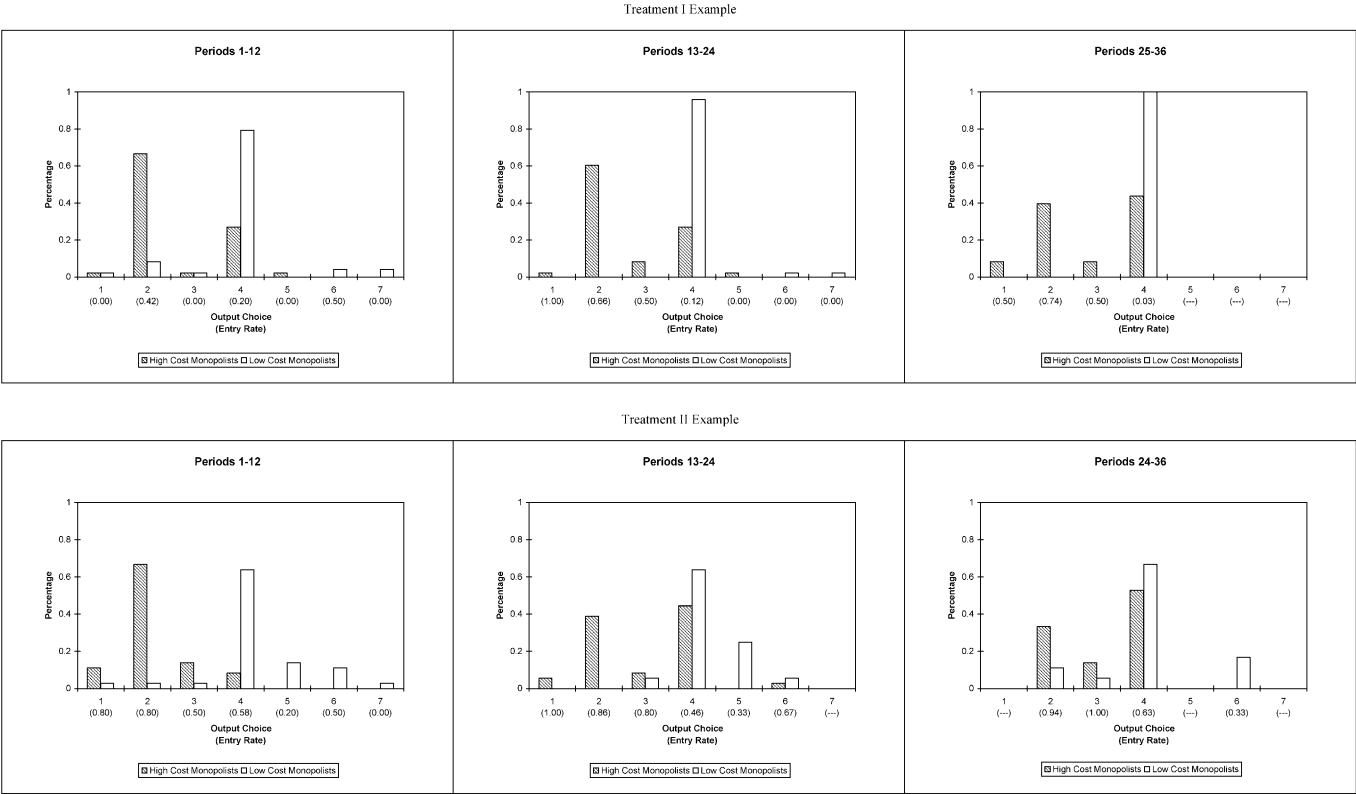 Treatment I Example
Periods 1-12
1
0.8
0.6
0.4
0.2
0
Percentage
1 2 3 4 5 6 7
(0.00) (0.42) (0.00) (0.20) (0.00) (0.50) (0.00)
Output Choice
(Entry Rate)
High Cost Monopolists Low Cost Monopolists
Periods 13-24
1
0.8
0.6
0.4
0.2
0
Percentage
1 2 3 4 5 6 7
(1.00) (0.66) (0.50) (0.12) (0.00) (0.00) (0.00)
Output Choice
(Entry Rate)
High Cost Monopolists Low Cost Monopolists
Periods 25-36
1
0.8
0.6
0.4
0.2
0
Percentage
1 2 3 4 5 6 7
(0.50) (0.74) (0.50) (0.03) (---) (---) (---)
Output Choice
(Entry Rate)
High Cost Monopolists Low Cost Monopolists
Treatment II Example
Periods 1-12
1
0.8
0.6
0.4
0.2
0
Percentage
1 2 3 4 5 6 7
(0.80) (0.80) (0.50) (0.58) (0.20) (0.50) (0.00)
Output Choice
(Entry Rate)
High Cost Monopolists Low Cost Monopolists
Periods 13-24
1
0.8
0.6
0.4
0.2
0
Percentage
1 2 3 4 5 6 7
(1.00) (0.86) (0.80) (0.46) (0.33) (0.67) (---)
Output Choice
(Entry Rate)
High Cost Monopolists Low Cost Monopolists
Periods 24-36
1
0.8
0.6
0.4
0.2
0
Percentage
1 2 3 4 5 6 7
(---) (0.94) (1.00) (0.63) (---) (0.33) (---)
Output Choice
(Entry Rate)
High Cost Monopolists Low Cost Monopolists